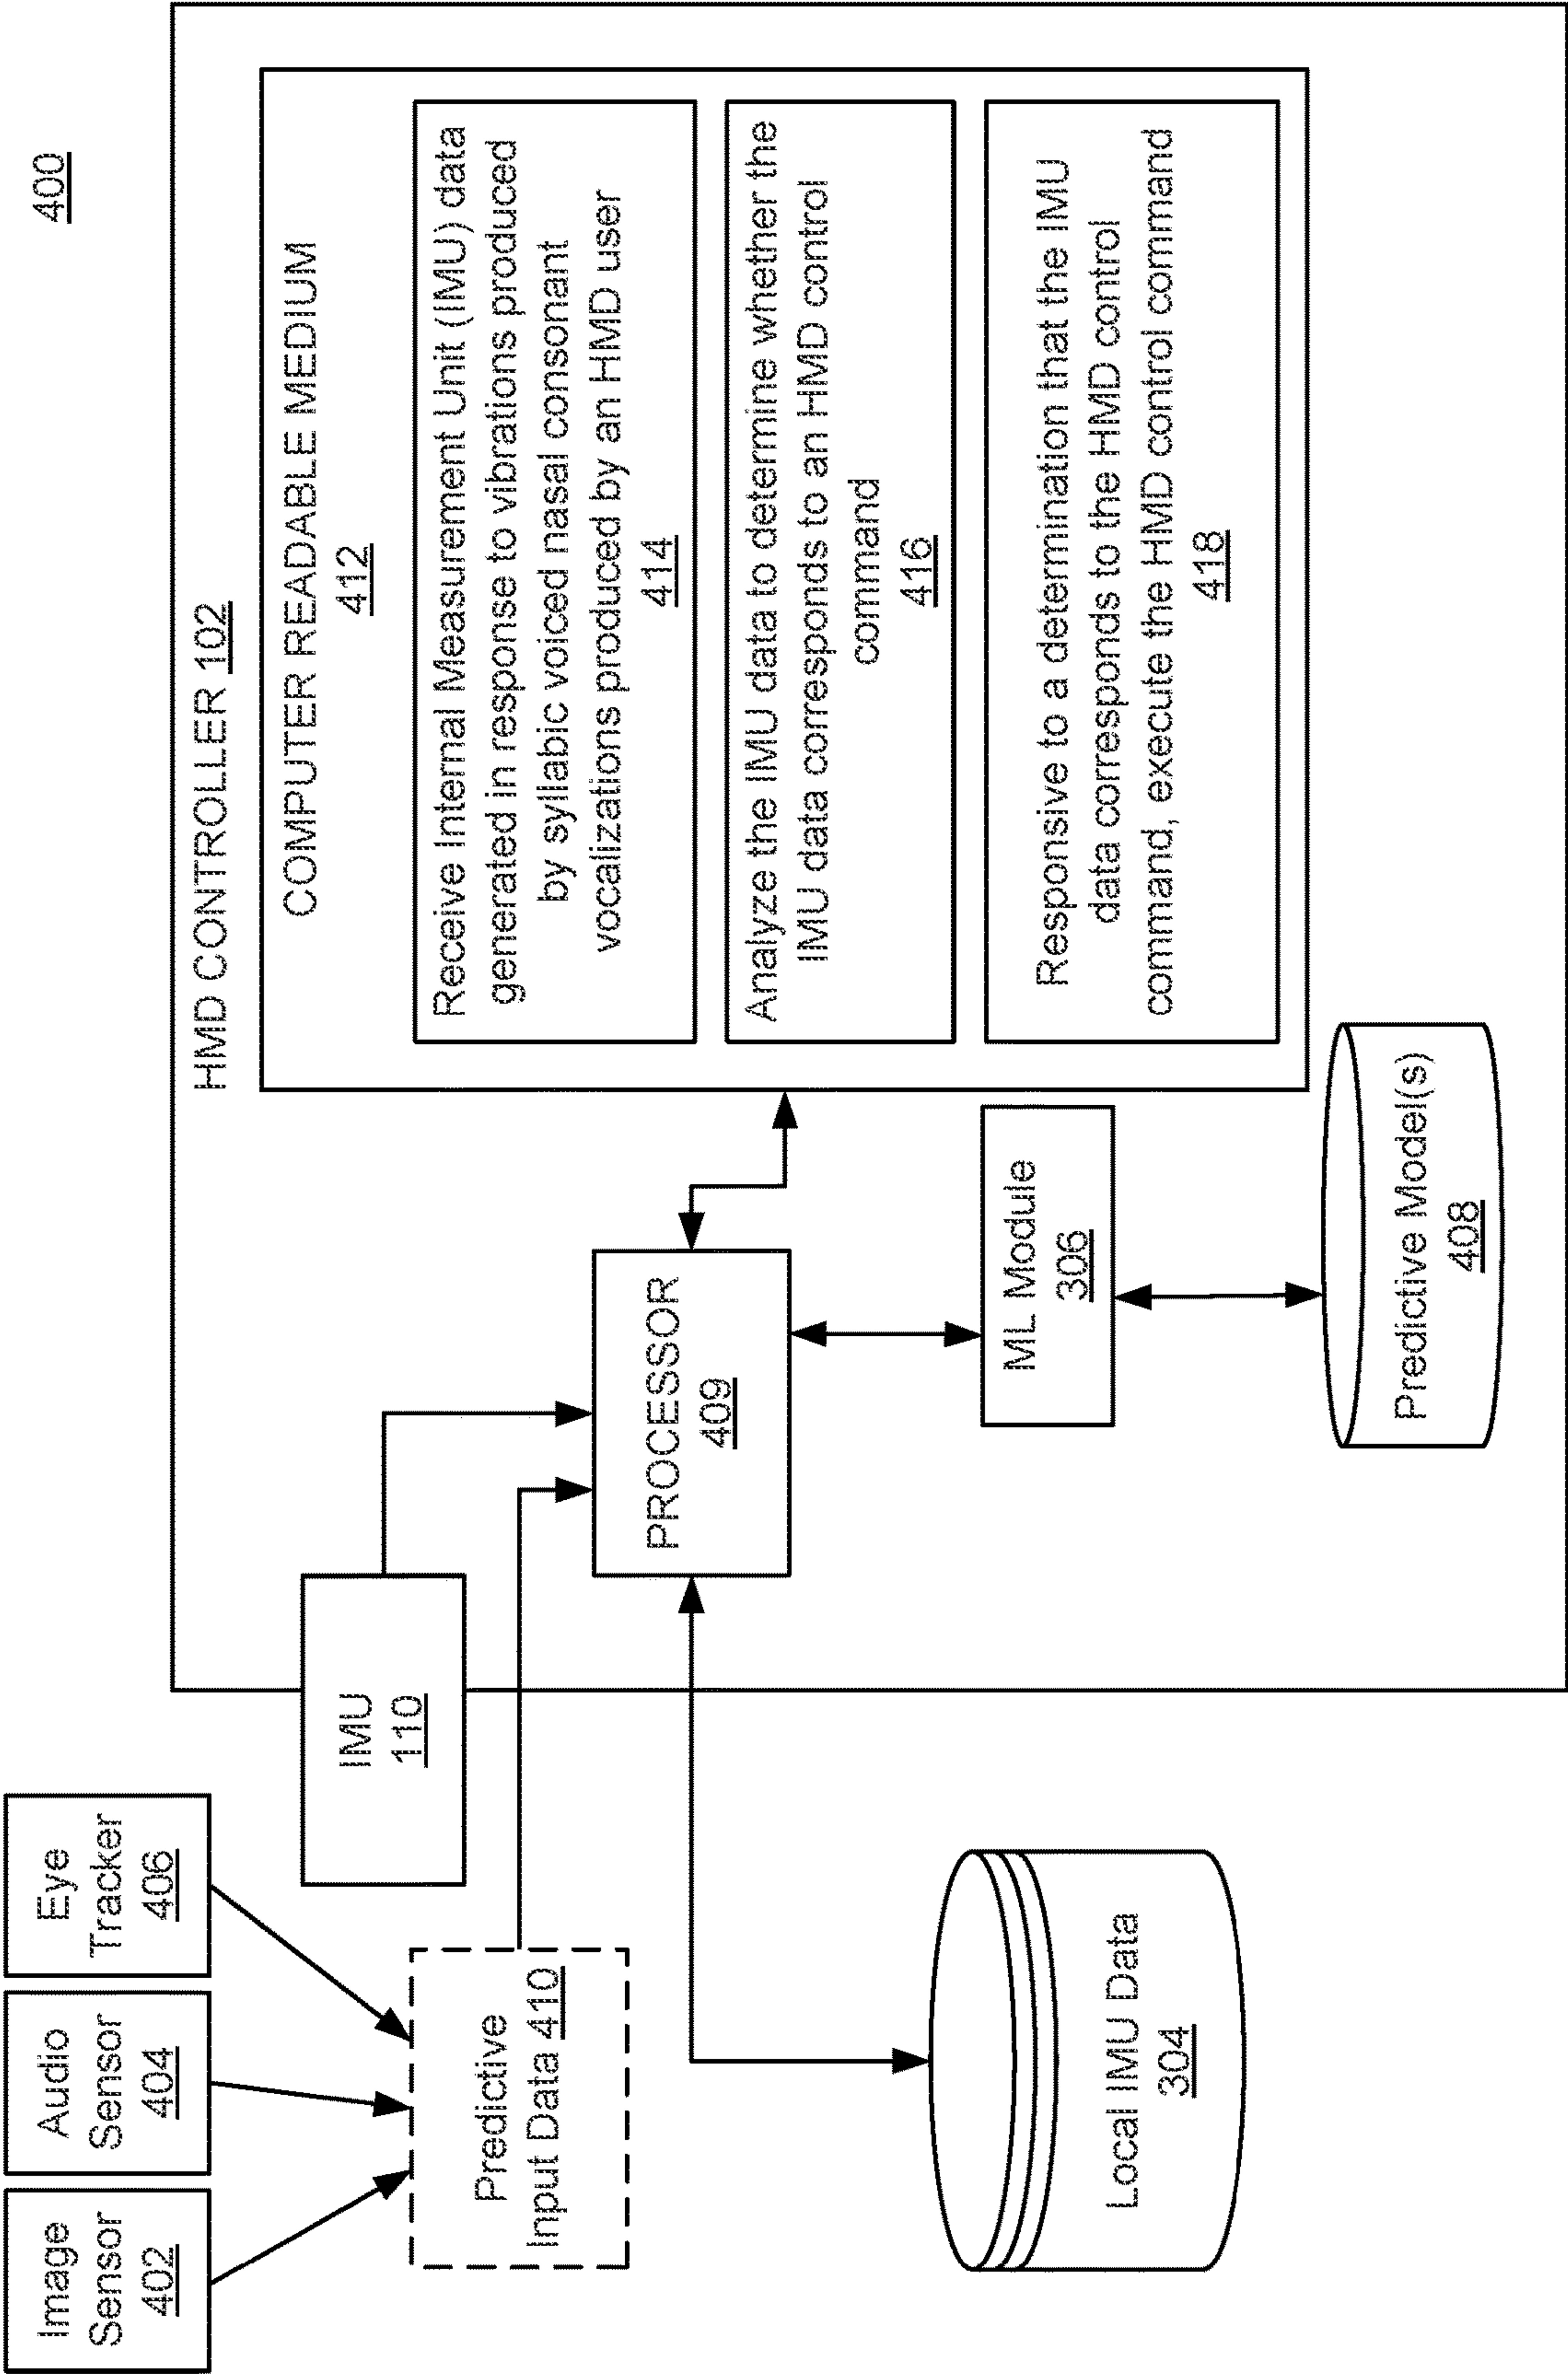 400
Image
Sensor
402
Audio
Sensor
404
Eye
Tracker
406
Predictive
Input Data 410
IMU
110
Local IMU Data
304
HMD CONTROLLER 102
PROCESSOR
409
ML Module
306
Predictive Model(s)
408
COMPUTER READABLE MEDIUM
412
Receive Internal Measurement Unit (IMU) data
generated in response to vibrations produced
by syllabic voiced nasal consonant
vocalizations produced by an HMD user
414
Analyze the IMU data to determine whether the
IMU data corresponds to an HMD control
command
416
Responsive to a determination that the IMU
data corresponds to the HMD control
command, execute the HMD control command
418